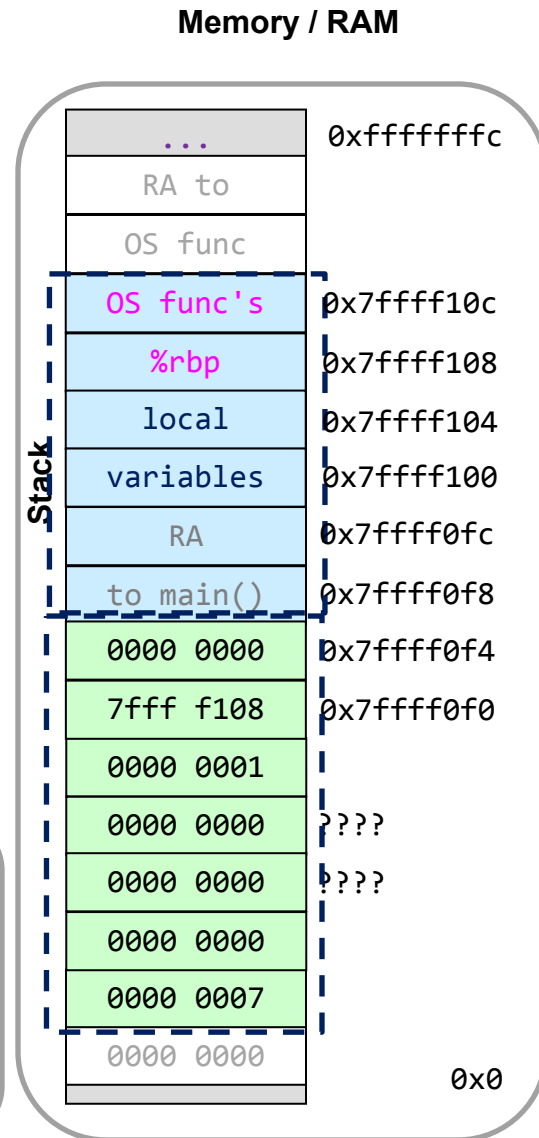 Memory / RAM
... 0xfffffffc
RA to
OS func
OS func's 0x7ffff10c
%rbp 0x7ffff108
local 0x7ffff104
variables 0x7ffff100
Stack
RA 0x7ffff0fc
to main() 0x7ffff0f8
0000 0000 0x7ffff0f4
7fff f108 0x7ffff0f0
0000 0001
0000 0000 ????
0000 0000 ????
0000 0000
0000 0007
0000 0000
0x0